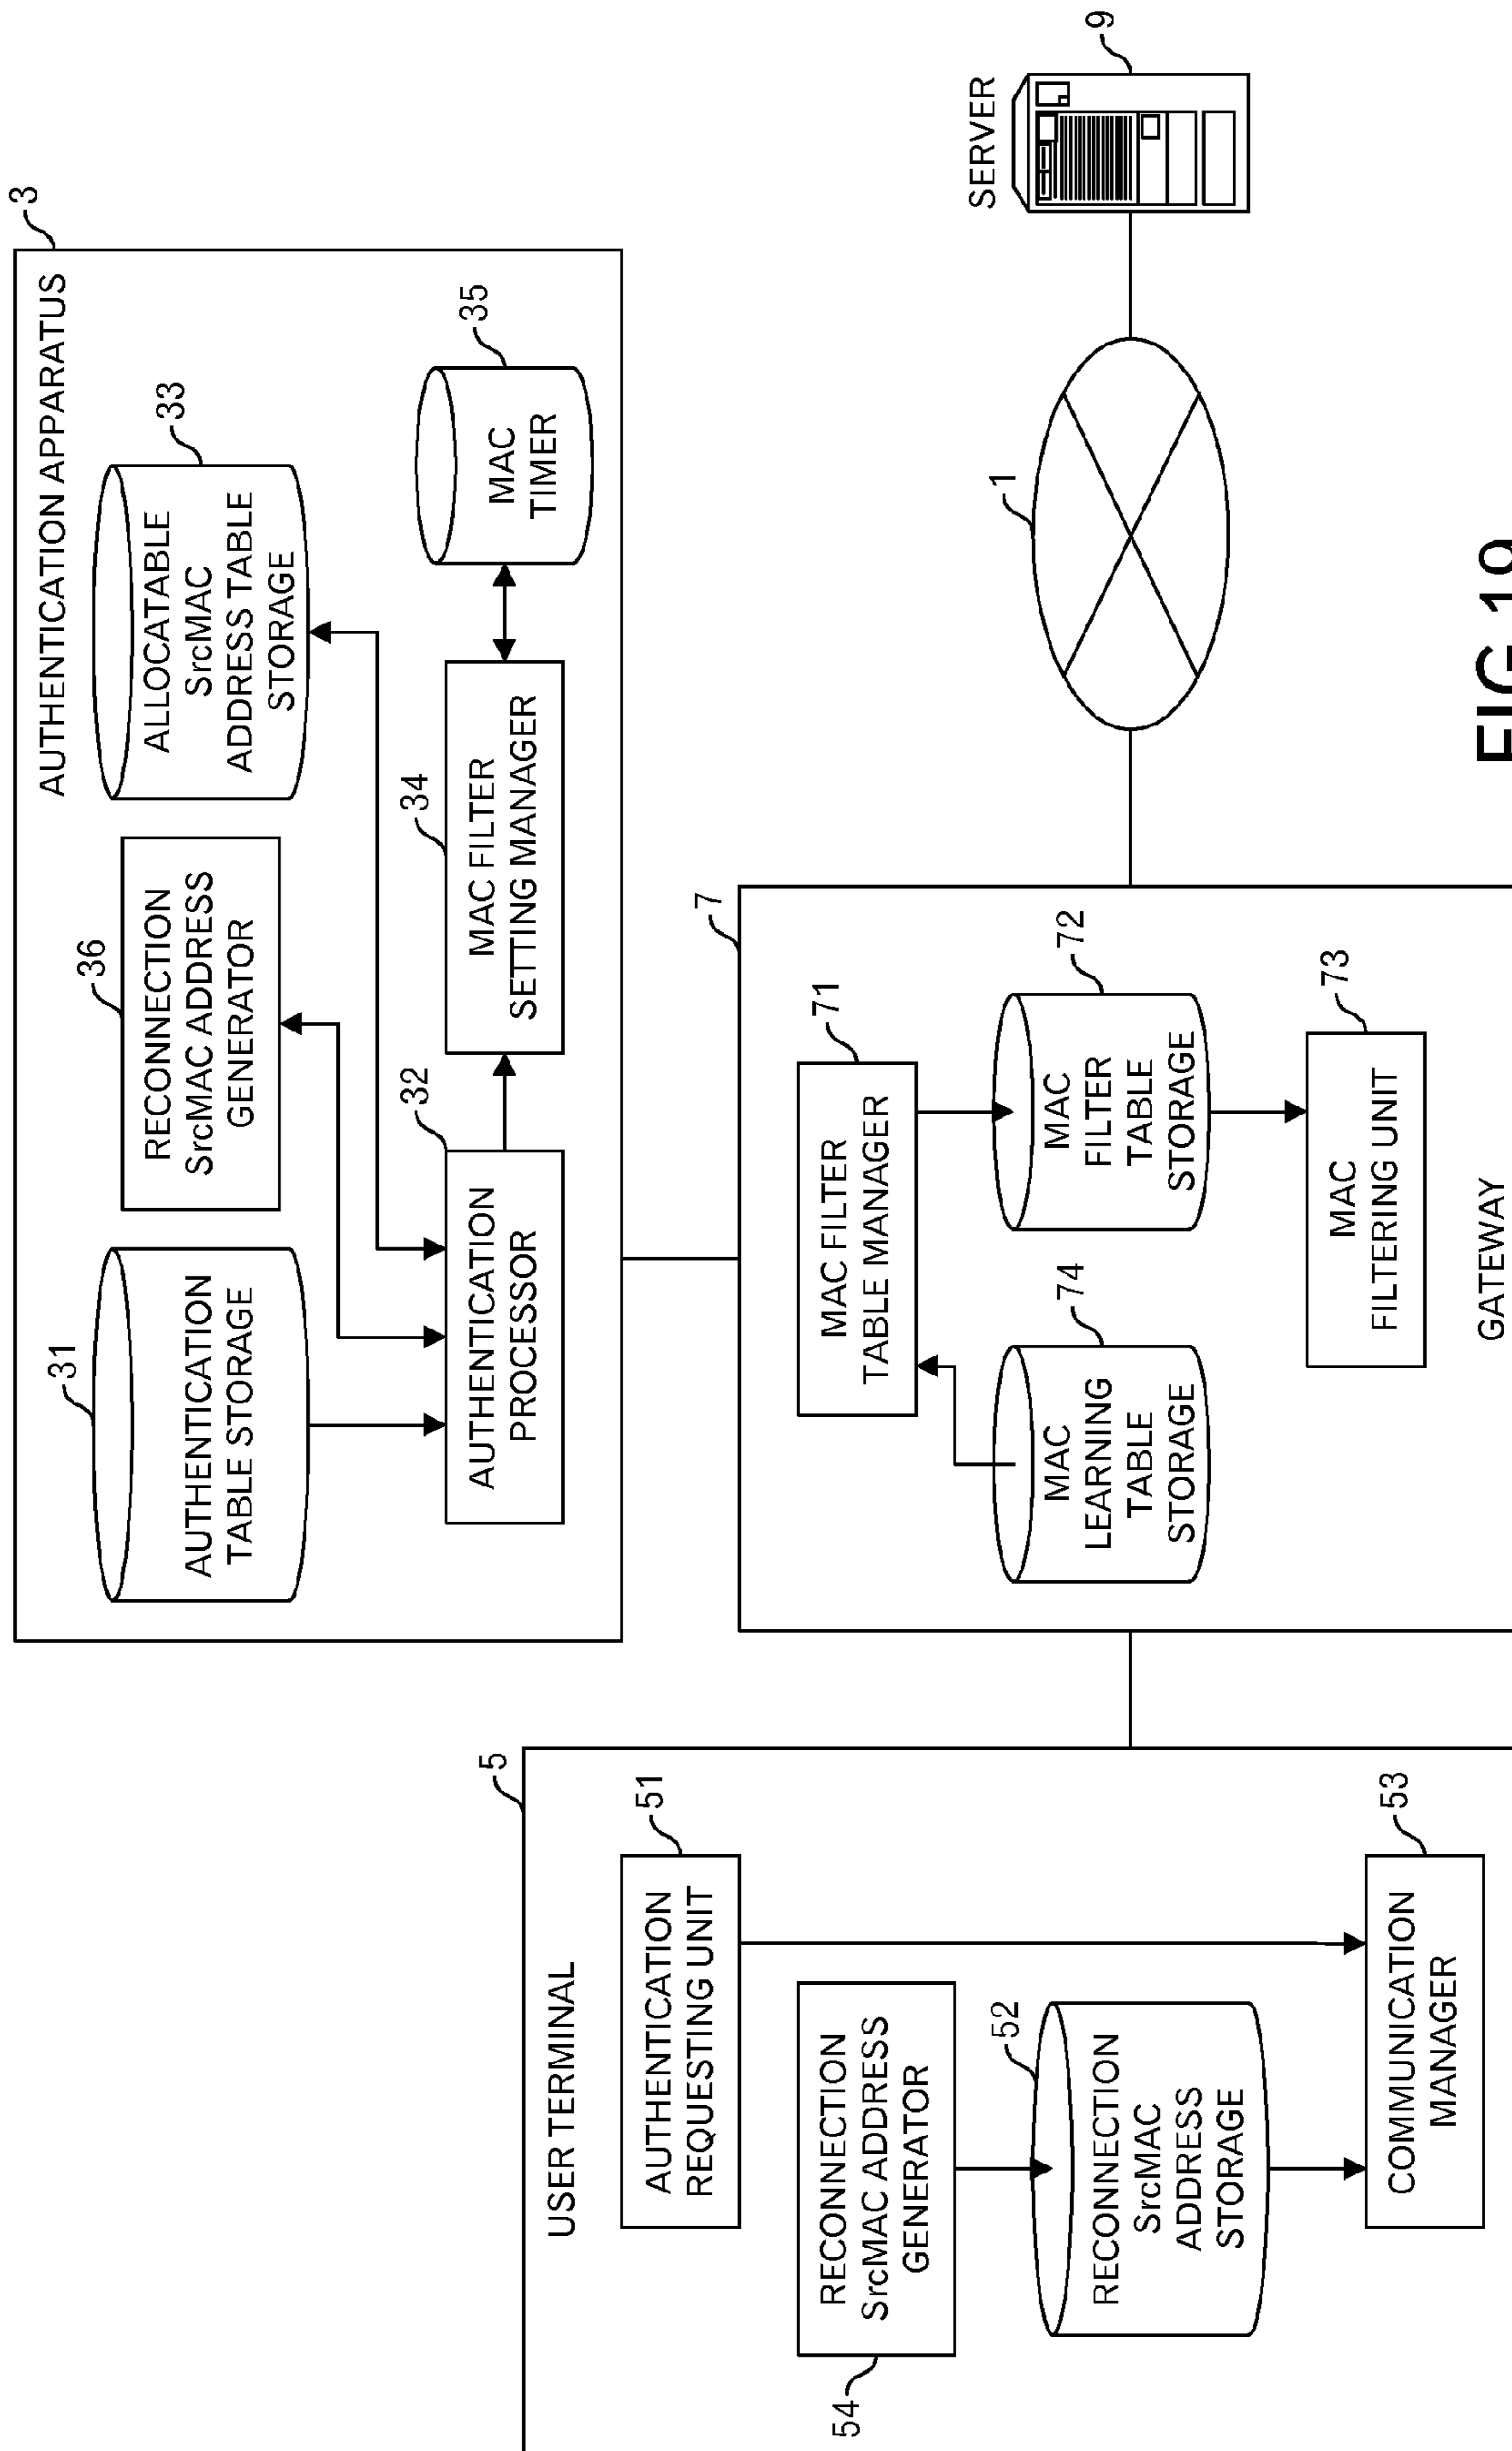 3
AUTHENTICATION APPARATUS
31
AUTHENTICATION
TABLE STORAGE
36
RECONNECTION
SrcMAC ADDRESS
GENERATOR
33
ALLOCATABLE
SrcMAC
ADDRESS TABLE
STORAGE
32
AUTHENTICATION
PROCESSOR
34
MAC FILTER
SETTING MANAGER
35
MAC
TIMER
5
USER TERMINAL
51
AUTHENTICATION
REQUESTING UNIT
54
RECONNECTION
SrcMAC ADDRESS
GENERATOR
52
RECONNECTION
SrcMAC
ADDRESS
STORAGE
53
COMMUNICATION
MANAGER
7
71
MAC FILTER
TABLE MANAGER
74
MAC
LEARNING
TABLE
STORAGE
72
MAC
FILTER
TABLE
STORAGE
73
MAC
FILTERING UNIT
GATEWAY
1
SERVER
9